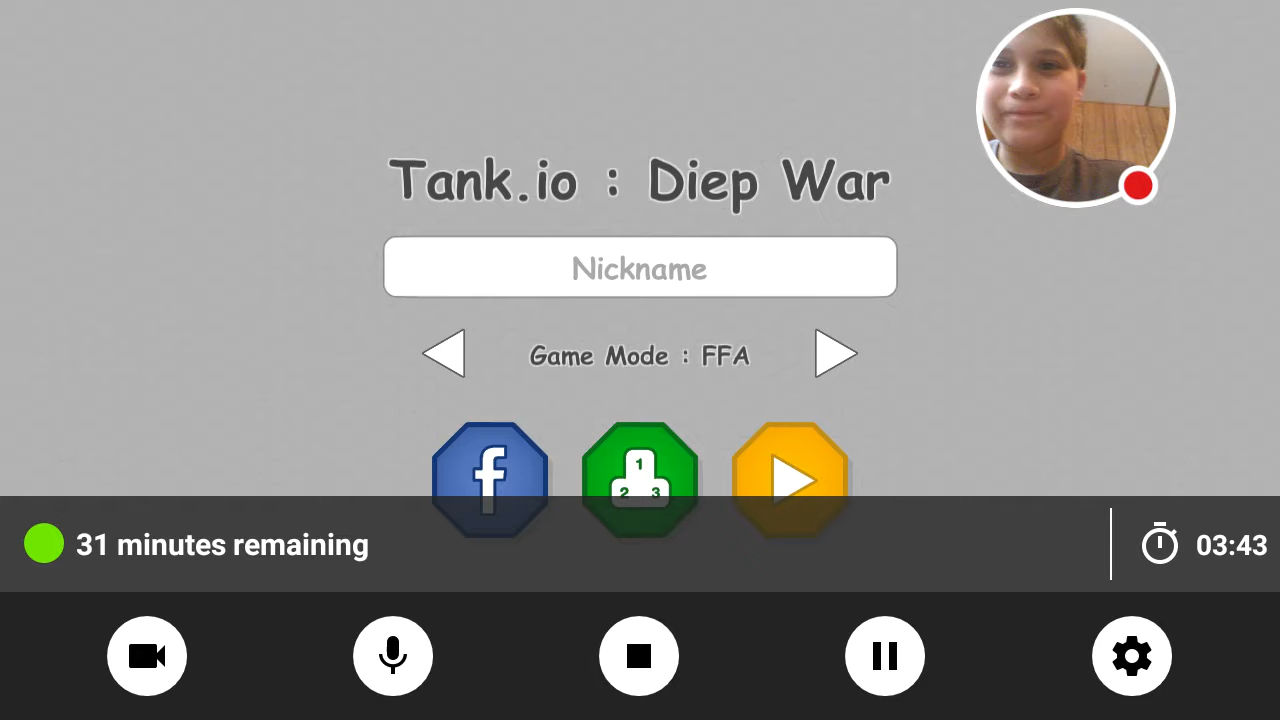 Tank.io : Diep War
Nickname
Game Mode : FFA
f
1
2 3
31 minutes remaining
03:43